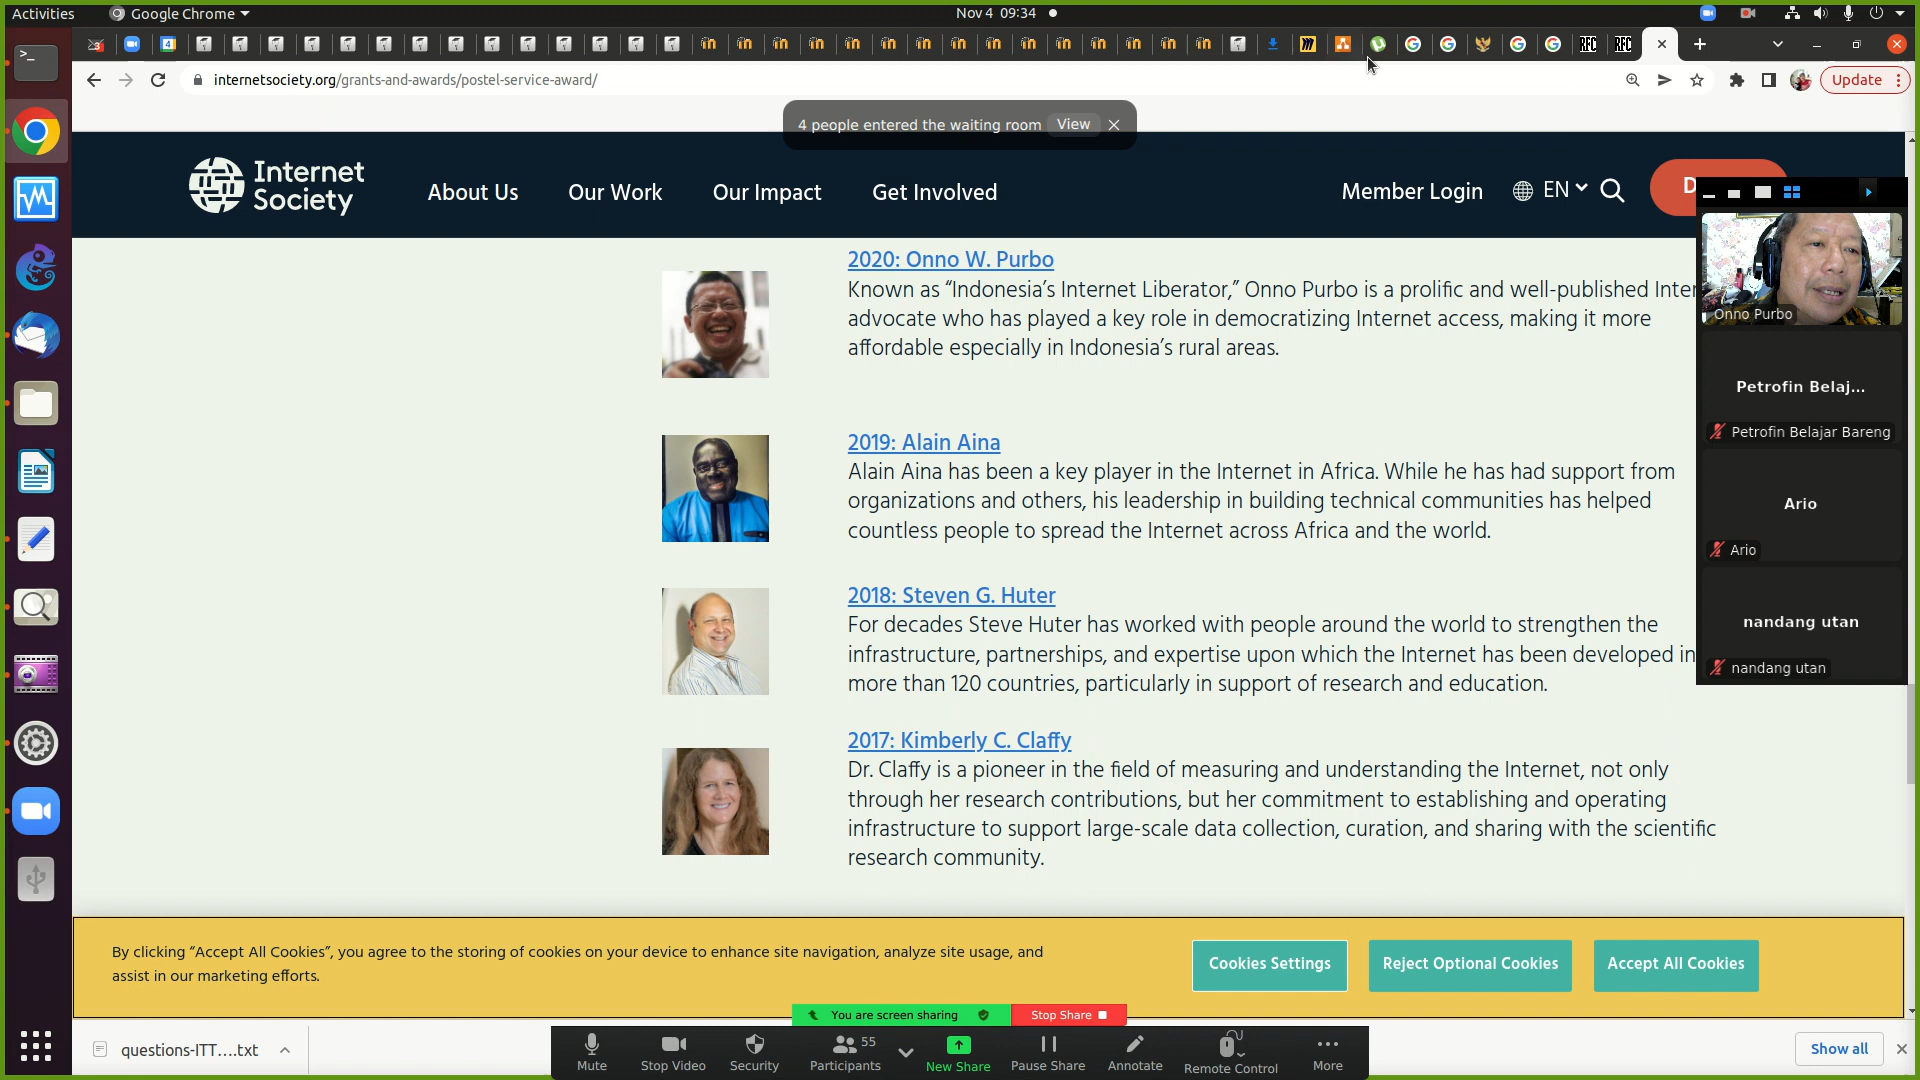 Activities
Google Chrome
Nov 4 09:34
internetsociety.org/grants-and-awards/postel-service-award/
Update
4 people entered the waiting room View
Internet
Society
About Us
Our Work
Our Impact
Get Involved
Member Login
EN
D
2020: Onno W. Purbo
Known as “Indonesia’s Internet Liberator,” Onno Purbo is a prolific and well-published Inter
advocate who has played a key role in democratizing Internet access, making it more
affordable especially in Indonesia’s rural areas.
2019: Alain Aina
Alain Aina has been a key player in the Internet in Africa. While he has had support from
organizations and others, his leadership in building technical communities has helped
countless people to spread the Internet across Africa and the world.
2018: Steven G. Huter
For decades Steve Huter has worked with people around the world to strengthen the
infrastructure, partnerships, and expertise upon which the Internet has been developed in
more than 120 countries, particularly in support of research and education.
2017: Kimberly C. Claffy
Dr. Claffy is a pioneer in the field of measuring and understanding the Internet, not only
through her research contributions, but her commitment to establishing and operating
infrastructure to support large-scale data collection, curation, and sharing with the scientific
research community.
Onno Purbo
Petrofin Belaj...
Petrofin Belajar Bareng
Ario
Ario
nandang utan
nandang utan
By clicking “Accept All Cookies”, you agree to the storing of cookies on your device to enhance site navigation, analyze site usage, and
assist in our marketing efforts.
Cookies Settings
Reject Optional Cookies
Accept All Cookies
You are screen sharing
Stop Share
questions-ITT....txt
Mute
Stop Video
Security
Participants
55
New Share
Pause Share
Annotate
Remote Control
More
Show all